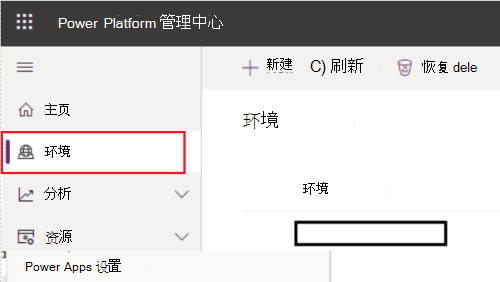 Power Platform 管理中心
新建 C) 刷新 恢复 dele
主页
环境
环境
分析
环境
资源
Power Apps 设置